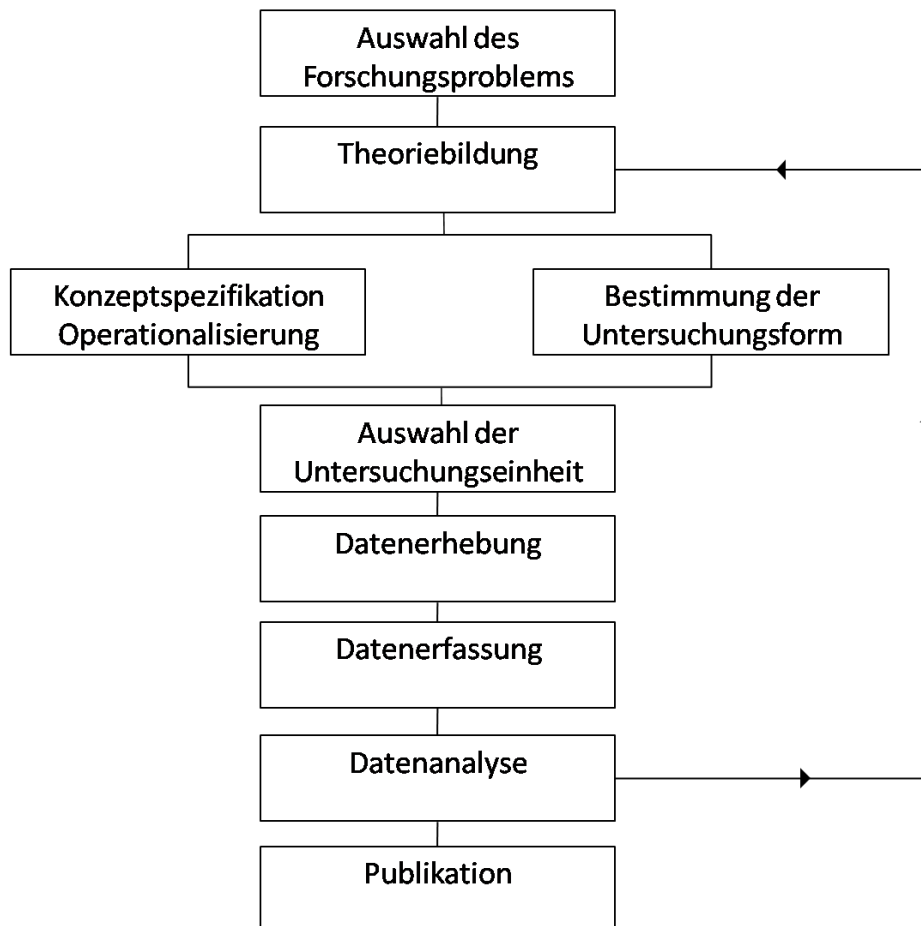 Auswahl des
Forschungsproblems
Theoriebildung
Konzeptspezifikation
Operationalisierung
Bestimmung der
Untersuchungsform
Auswahl der
Untersuchungseinheit
Datenerhebung
Datenerfassung
Datenanalyse
Publikation